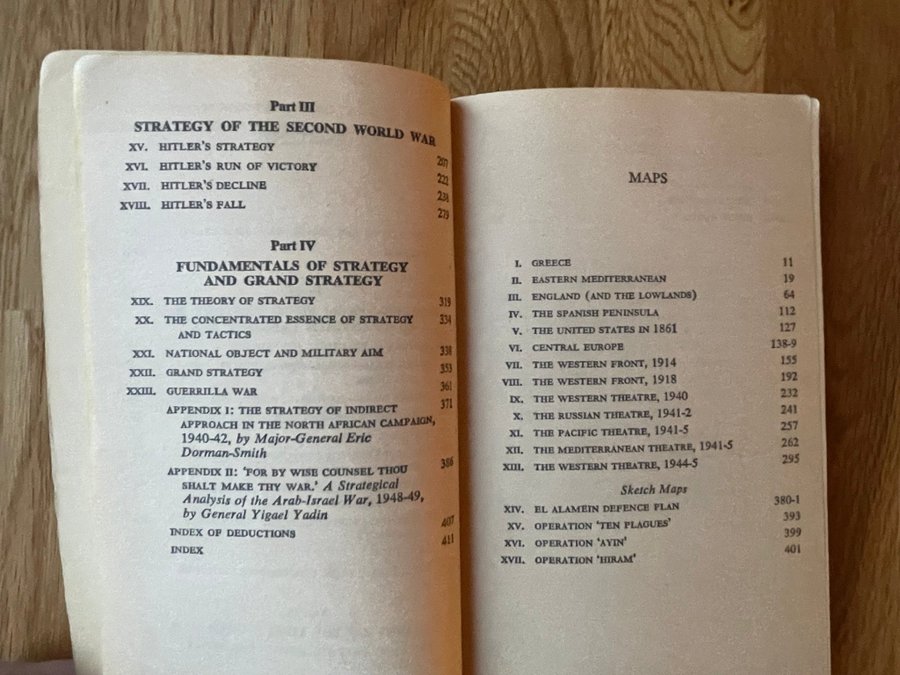 Part III
STRATEGY OF THE SECOND WORLD WAR
XV. HITLER'S STRATEGY 207
XVI. HITLER'S RUN OF VICTORY 222
XVII. HITLER'S DECLINE 238
XVIII. HITLER'S FALL 279
Part IV
FUNDAMENTALS OF STRATEGY
AND GRAND STRATEGY
XIX. THE THEORY OF STRATEGY 319
XX. THE CONCENTRATED ESSENCE OF STRATEGY 334
AND TACTICS
XXI. NATIONAL OBJECT AND MILITARY AIM 338
XXII. GRAND STRATEGY 353
XXIII. GUERRILLA WAR 361
APPENDIX I: THE STRATEGY OF INDIRECT 371
APPROACH IN THE NORTH AFRICAN CAMPAIGN,
1940-42, by Major-General Eric
Dorman-Smith
APPENDIX II: 'FOR BY WISE COUNSEL THOU 386
SHALT MAKE THY WAR.' A Strategical
Analysis of the Arab-Israel War, 1948-49,
by General Yigael Yadin
INDEX OF DEDUCTIONS 407
INDEX 411
MAPS
I. GREECE 11
II. EASTERN MEDITERRANEAN 19
III. ENGLAND (AND THE LOWLANDS) 64
IV. THE SPANISH PENINSULA 112
V. THE UNITED STATES IN 1861 127
VI. CENTRAL EUROPE 138-9
VII. THE WESTERN FRONT, 1914 155
VIII. THE WESTERN FRONT, 1918 192
IX. THE WESTERN THEATRE, 1940 232
X. THE RUSSIAN THEATRE, 1941-2 241
XI. THE PACIFIC THEATRE, 1941-5 257
XII. THE MEDITERRANEAN THEATRE, 1941-5 262
XIII. THE WESTERN THEATRE, 1944-5 295
Sketch Maps
XIV. EL ALAMEIN DEFENCE PLAN 380-1
XV. OPERATION 'TEN PLAGUES' 393
XVI. OPERATION 'AYIN' 399
XVII. OPERATION 'HIRAM' 401